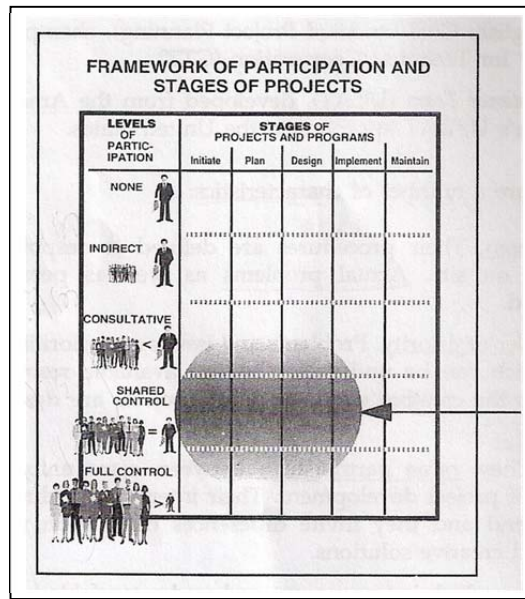 FRAMEWORK OF PARTICIPATION AND
STAGES OF PROJECTS
LEVELS
OF
PARTIC-
IPATION
STAGES OF
PROJECTS AND PROGRAMS
Initiate Plan Design Implement Maintain
NONE
INDIRECT
CONSULTATIVE
<
SHARED
CONTROL
=
FULL CONTROL
>